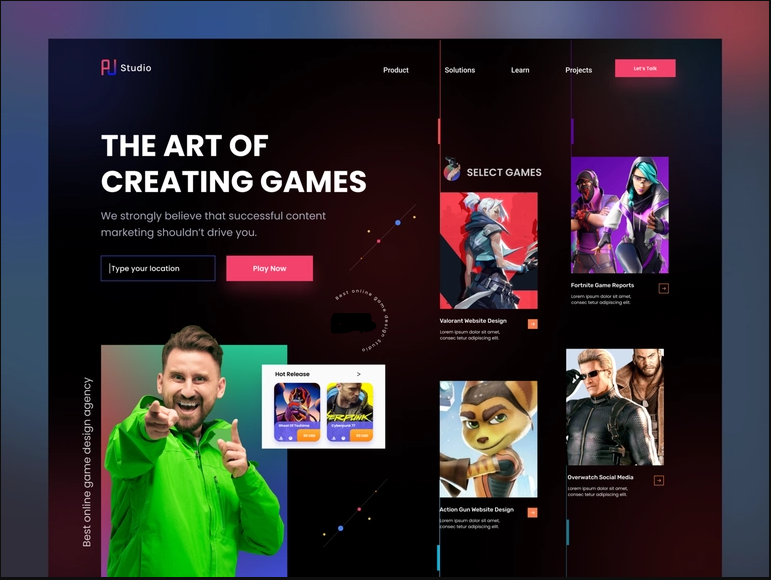 Studio
Product
Solutions
Learn
Projects
Let's Talk
THE ART OF
CREATING GAMES
We strongly believe that successful content
marketing shouldn't drive you.
Type your location
Play Now
SELECT GAMES
Fortnite Game Reports
Lorem ipsum dolor sit amet,
consec tetur adipiscing elit.
Best online game design studio
Valorant Website Design
Lorem ipsum dolor sit amet,
consec tetur adipiscing elit.
Hot Release >
Ghost Of Tsushima
CYBERPUNK
Cyberpunk 77
Best online game design agency
Overwatch Social Media
Lorem ipsum dolor sit amet,
consec tetur adipiscing elit.
Action Gun Website Design
Lorem ipsum dolor sit amet,
consec tetur adipiscing elit.